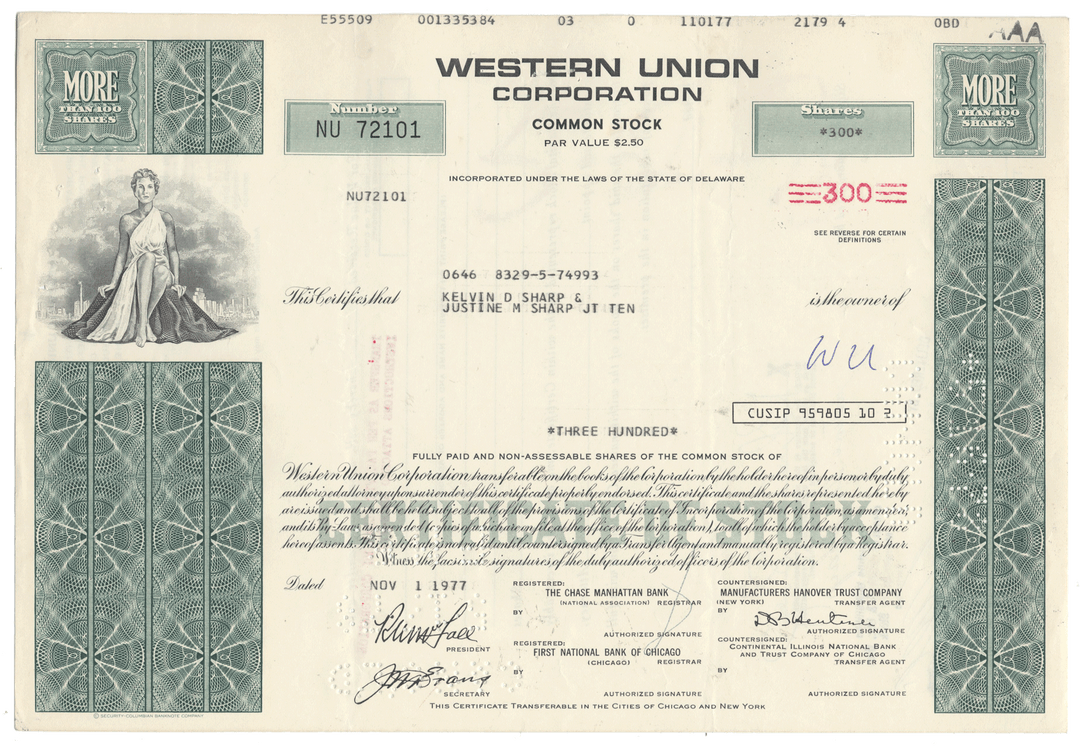 E55509 001335384 03 0 110177 2179 4 OBD AAA
MORE
THAN 100
SHARES
WESTERN UNION
CORPORATION
COMMON STOCK
PAR VALUE $2.50
Number
NU 72101
Shares
*300*
MORE
THAN 100
SHARES
INCORPORATED UNDER THE LAWS OF THE STATE OF DELAWARE
NU72101
300
SEE REVERSE FOR CERTAIN
DEFINITIONS
0646 8329-5-74993
This Certifies that
KELVIN D SHARP &
JUSTINE M SHARP JT TEN
is the owner of
WU
CUSIP 959805 10 2
*THREE HUNDRED*
FULLY PAID AND NON-ASSESSABLE SHARES OF THE COMMON STOCK OF
Western Union Corporation transferable on the books of the Corporation by the holder hereof in person or by duly
authorized attorney upon surrender of this certificate properly endorsed. This certificate and the shares represented hereby
are issued and shall be held subject to all of the provisions of the Certificate of Incorporation of the Corporation, as amended,
and its By-Laws as amended (copies of which are on file at the office of the Corporation), to all of which the holder by acceptance
hereof assents. This certificate is not valid until countersigned by a Transfer Agent and manually registered by a Registrar.
Witness the facsimile signatures of the duly authorized officers of the Corporation.
Dated NOV 1 1977
PRESIDENT
SECRETARY
REGISTERED:
THE CHASE MANHATTAN BANK
(NATIONAL ASSOCIATION) REGISTRAR
BY
AUTHORIZED SIGNATURE
REGISTERED:
FIRST NATIONAL BANK OF CHICAGO
(CHICAGO) REGISTRAR
BY
AUTHORIZED SIGNATURE
COUNTERSIGNED:
MANUFACTURERS HANOVER TRUST COMPANY
(NEW YORK) TRANSFER AGENT
BY
AUTHORIZED SIGNATURE
COUNTERSIGNED:
CONTINENTAL ILLINOIS NATIONAL BANK
AND TRUST COMPANY OF CHICAGO
TRANSFER AGENT
BY
AUTHORIZED SIGNATURE
THIS CERTIFICATE TRANSFERABLE IN THE CITIES OF CHICAGO AND NEW YORK
© SECURITY-COLUMBIAN BANKNOTE COMPANY